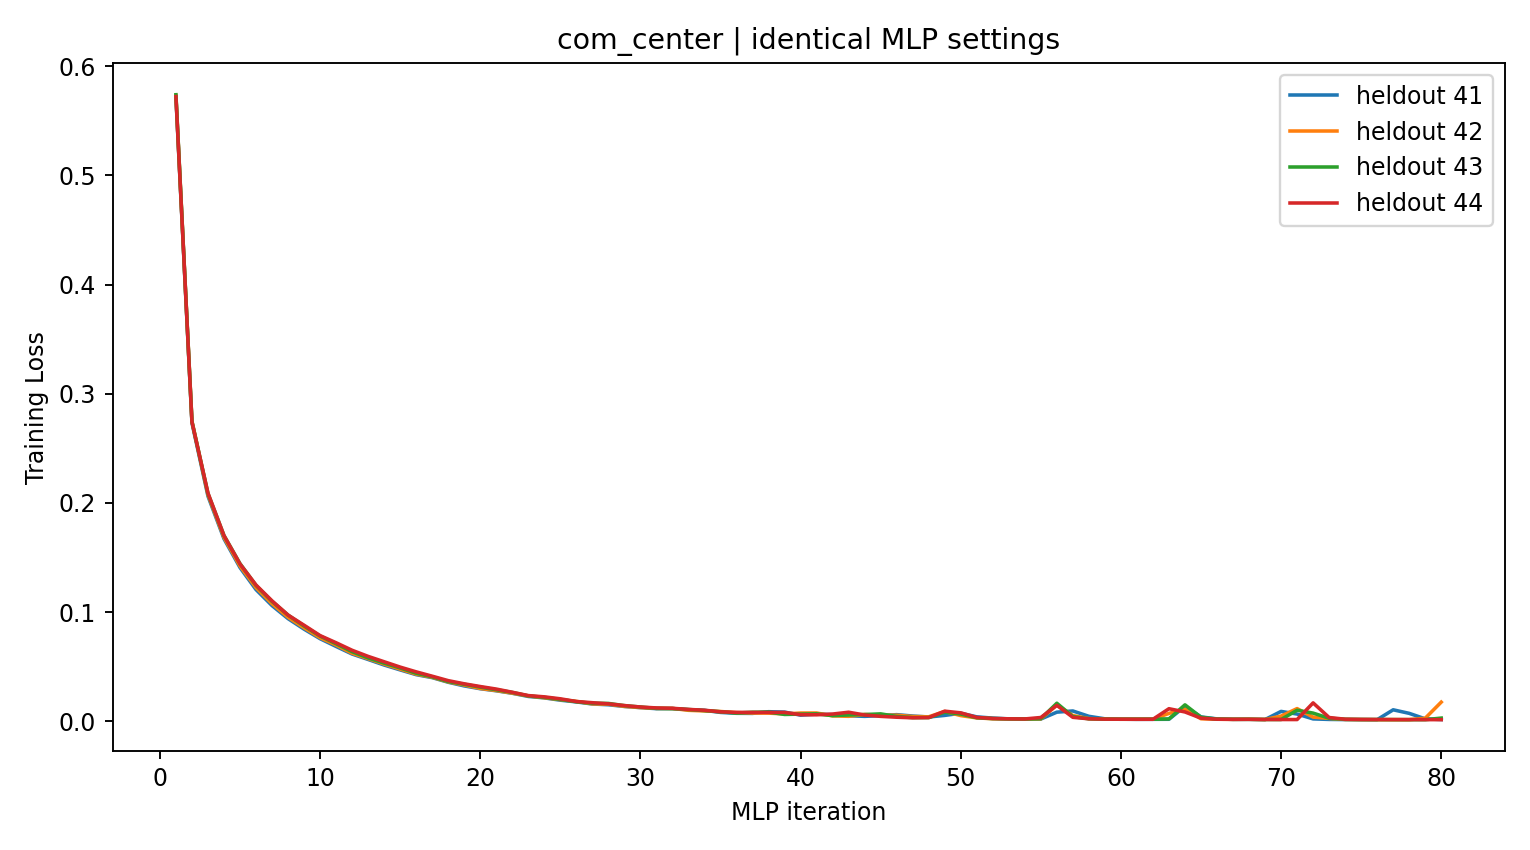 com_center | identical MLP settings
heldout 41
heldout 42
heldout 43
heldout 44
Training Loss
0.6
0.5
0.4
0.3
0.2
0.1
0.0
0 10 20 30 40 50 60 70 80
MLP iteration